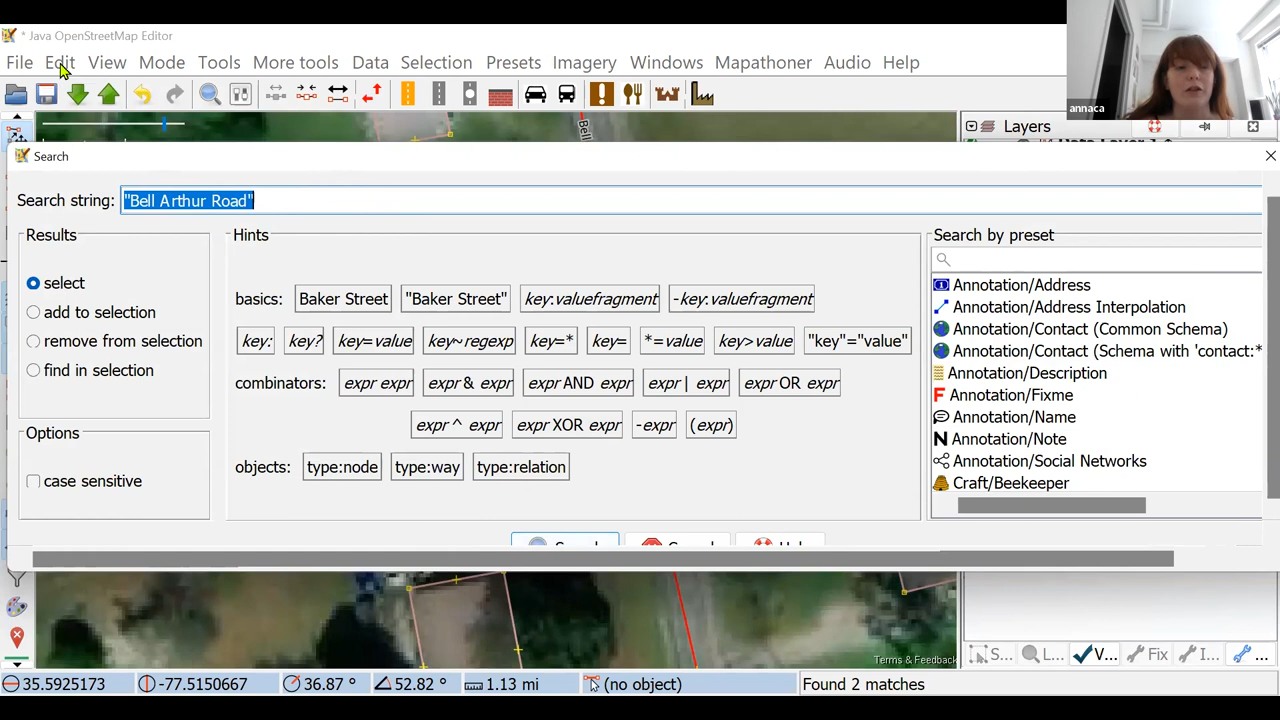 * Java OpenStreetMap Editor
File Edit View Mode Tools More tools Data Selection Presets Imagery Windows Mapathoner Audio Help
annaca
Bell
Layers
Search
Search string: "Bell Arthur Road"
Results
select
add to selection
remove from selection
find in selection
Options
case sensitive
Hints
basics: Baker Street "Baker Street" key:valuefragment -key:valuefragment
key: key? key=value key~regexp key=* key= *=value key>value "key"="value"
combinators: expr expr expr & expr expr AND expr expr | expr expr OR expr
expr ^ expr expr XOR expr -expr (expr)
objects: type:node type:way type:relation
Search by preset
Annotation/Address
Annotation/Address Interpolation
Annotation/Contact (Common Schema)
Annotation/Contact (Schema with 'contact:*
Annotation/Description
Annotation/Fixme
Annotation/Name
Annotation/Note
Annotation/Social Networks
Craft/Beekeeper
Terms & Feedback
S... L... V... Fix I... ...
35.5925173 -77.5150667 36.87 ° 52.82 ° 1.13 mi (no object) Found 2 matches